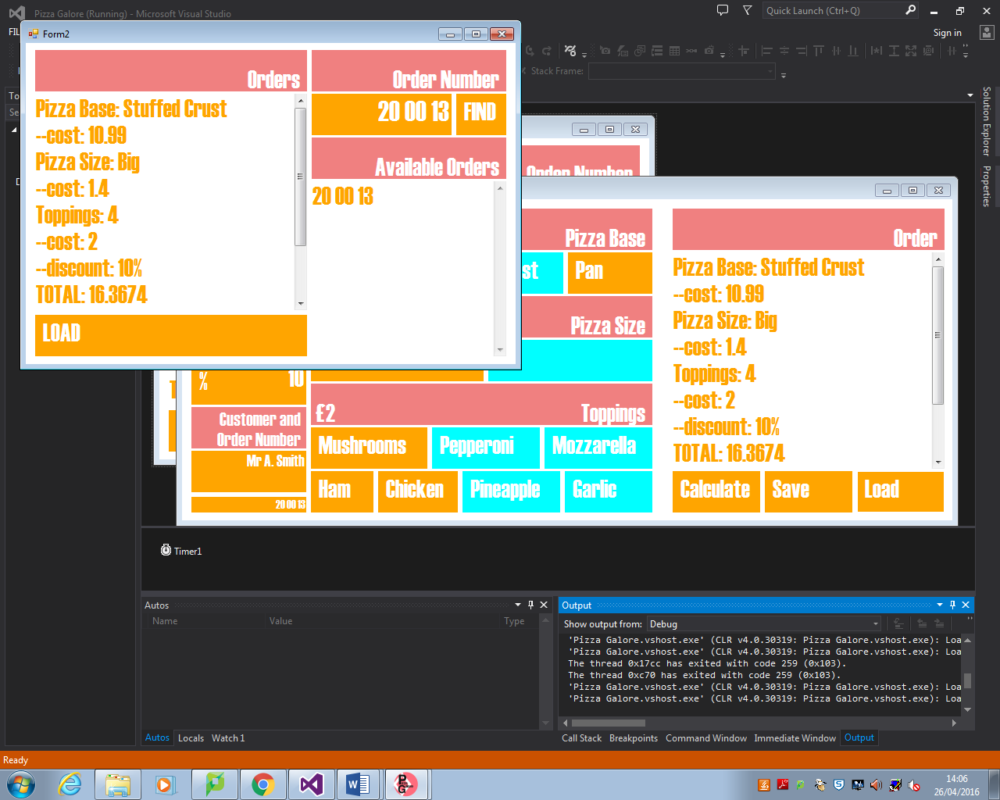 Pizza Galore (Running) - Microsoft Visual Studio
Quick Launch (Ctrl+Q)
Sign in
Stack Frame:
Solution Explorer
Properties
Form2
Orders
Pizza Base: Stuffed Crust
--cost: 10.99
Pizza Size: Big
--cost: 1.4
Toppings: 4
--cost: 2
--discount: 10%
TOTAL: 16.3674
LOAD
Order Number
20 00 13
FIND
Available Orders
20 00 13
Order Number
Pizza Base
Pan
Pizza Size
%
10
Customer and
Order Number
Mr A. Smith
20 00 13
£2
Toppings
Mushrooms
Pepperoni
Mozzarella
Ham
Chicken
Pineapple
Garlic
Order
Pizza Base: Stuffed Crust
--cost: 10.99
Pizza Size: Big
--cost: 1.4
Toppings: 4
--cost: 2
--discount: 10%
TOTAL: 16.3674
Calculate
Save
Load
Timer1
Autos
Name
Value
Type
Autos
Locals
Watch 1
Output
Show output from:
Debug
'Pizza Galore.vshost.exe' (CLR v4.0.30319: Pizza Galore.vshost.exe): Loa
'Pizza Galore.vshost.exe' (CLR v4.0.30319: Pizza Galore.vshost.exe): Loa
The thread 0x17cc has exited with code 259 (0x103).
The thread 0xc70 has exited with code 259 (0x103).
'Pizza Galore.vshost.exe' (CLR v4.0.30319: Pizza Galore.vshost.exe): Loa
'Pizza Galore.vshost.exe' (CLR v4.0.30319: Pizza Galore.vshost.exe): Loa
Call Stack
Breakpoints
Command Window
Immediate Window
Output
Ready
14:06
26/04/2016